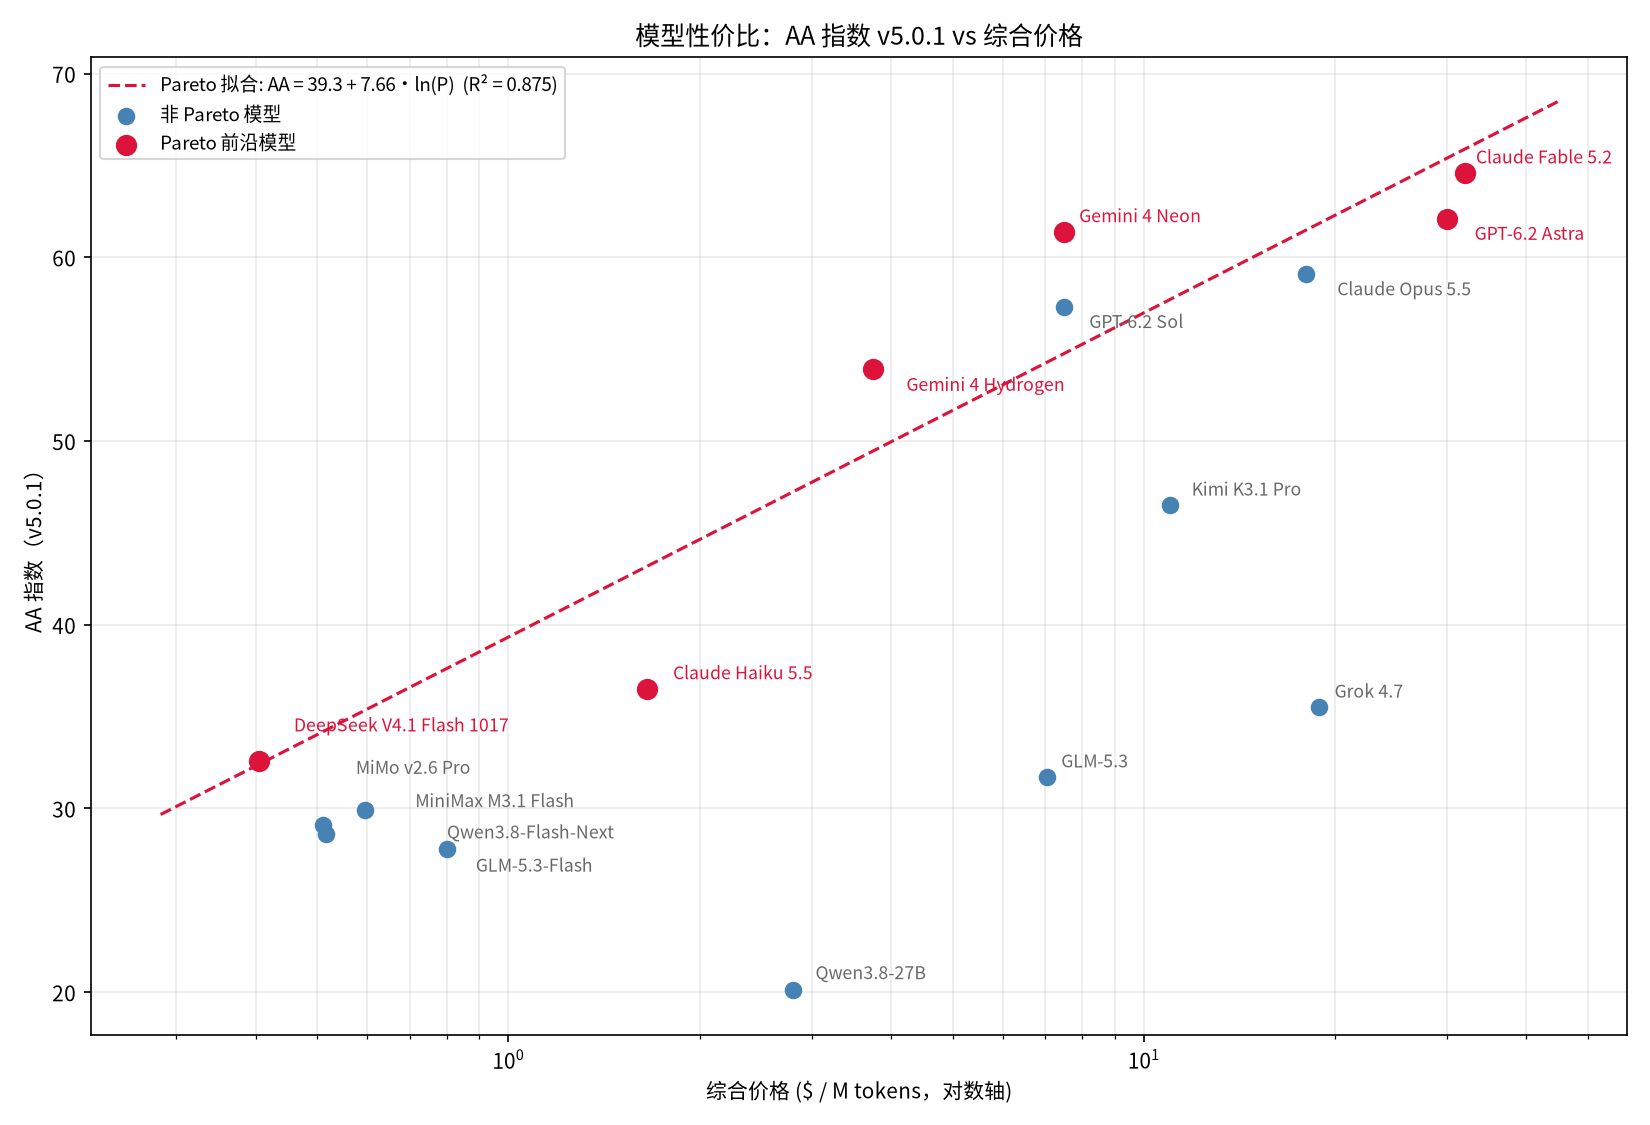 模型性价比：AA 指数 v5.0.1 vs 综合价格
Pareto 拟合: AA = 39.3 + 7.66 · ln(P) (R² = 0.875)
非 Pareto 模型
Pareto 前沿模型
AA 指数（v5.0.1）
70
60
50
40
30
20
Claude Fable 5.2
Gemini 4 Neon
GPT-6.2 Astra
Claude Opus 5.5
GPT-6.2 Sol
Gemini 4 Hydrogen
Kimi K3.1 Pro
Claude Haiku 5.5
Grok 4.7
DeepSeek V4.1 Flash 1017
GLM-5.3
MiMo v2.6 Pro
MiniMax M3.1 Flash
Qwen3.8-Flash-Next
GLM-5.3-Flash
Qwen3.8-27B
10⁰
10¹
综合价格 ($ / M tokens，对数轴)